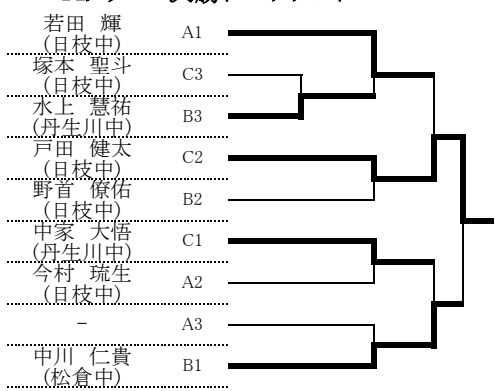 若田 輝 A1
(日枝中)
塚本 聖斗 C3
(日枝中)
水上 慧祐 B3
(丹生川中)
戸田 健太 C2
(日枝中)
野首 僚佑 B2
(日枝中)
中家 大悟 C1
(丹生川中)
今村 琉生 A2
(日枝中)
- A3
中川 仁貴 B1
(松倉中)